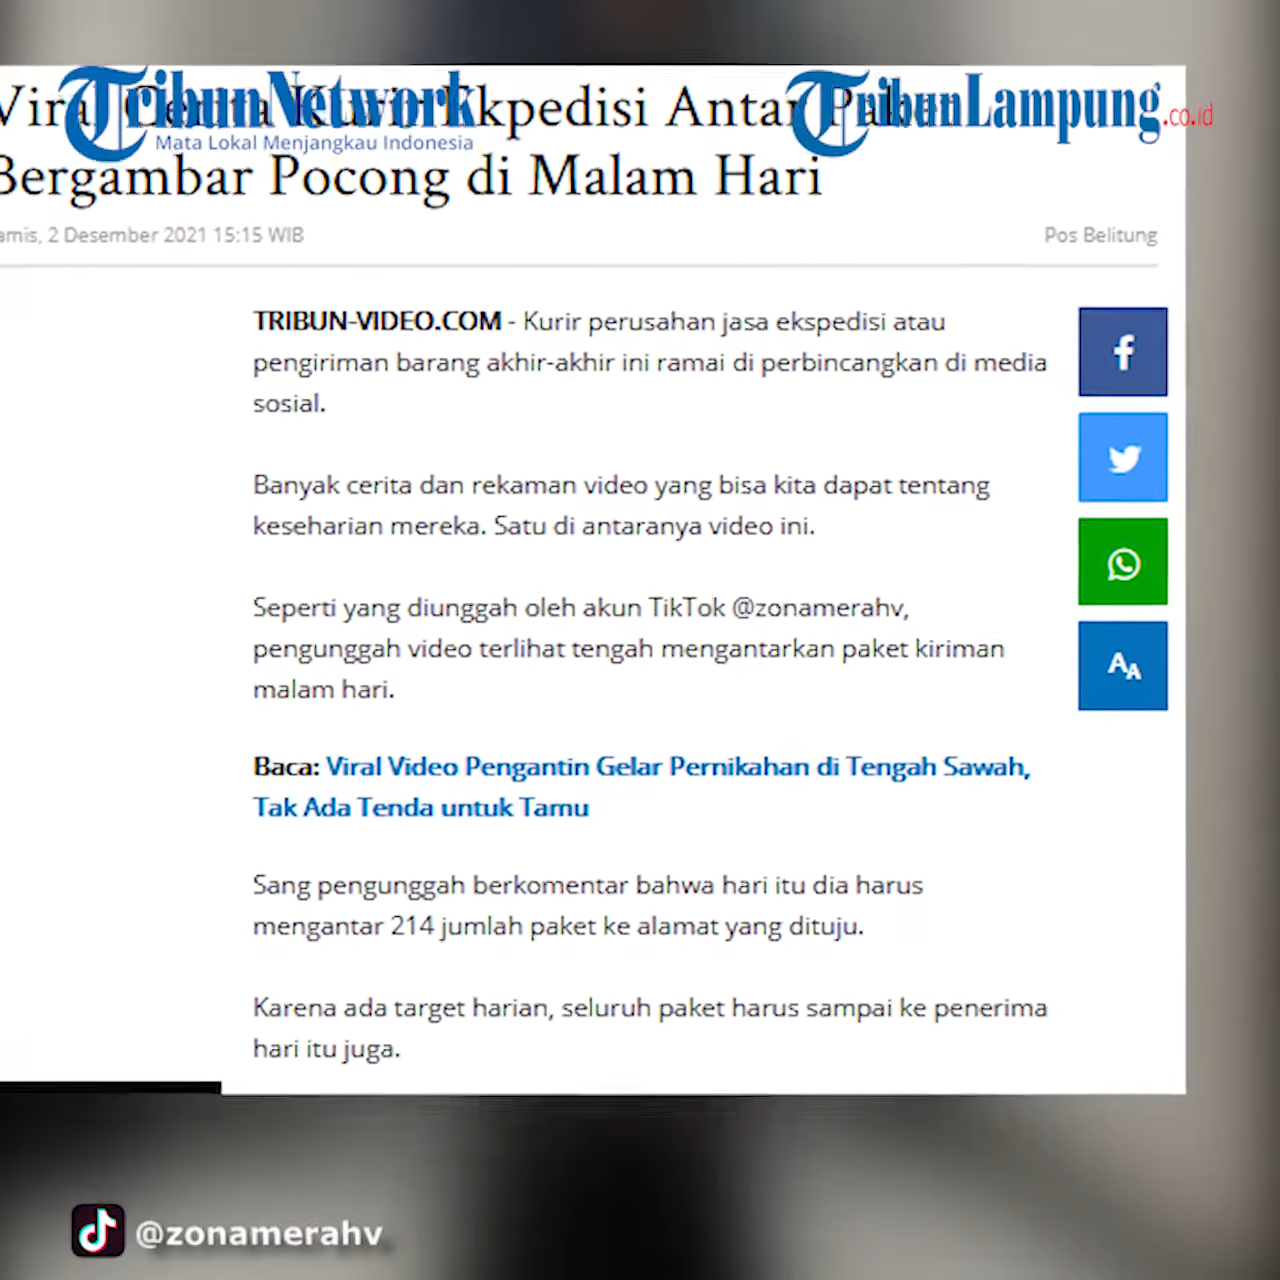 TribunNetwork
Mata Lokal Menjangkau Indonesia
TribunLampung.co.id
Viral Cerita Kurir Ekpedisi Antar Paket
Bergambar Pocong di Malam Hari
amis, 2 Desember 2021 15:15 WIB
Pos Belitung
TRIBUN-VIDEO.COM - Kurir perusahan jasa ekspedisi atau
pengiriman barang akhir-akhir ini ramai di perbincangkan di media
sosial.
Banyak cerita dan rekaman video yang bisa kita dapat tentang
keseharian mereka. Satu di antaranya video ini.
Seperti yang diunggah oleh akun TikTok @zonamerahv,
pengunggah video terlihat tengah mengantarkan paket kiriman
malam hari.
Baca: Viral Video Pengantin Gelar Pernikahan di Tengah Sawah,
Tak Ada Tenda untuk Tamu
Sang pengunggah berkomentar bahwa hari itu dia harus
mengantar 214 jumlah paket ke alamat yang dituju.
Karena ada target harian, seluruh paket harus sampai ke penerima
hari itu juga.
AA
@zonamerahv